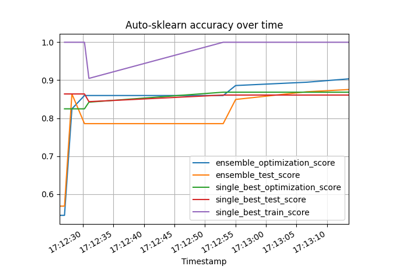 Auto-sklearn accuracy over time
1.0
0.9
0.8
0.7
0.6
ensemble_optimization_score
ensemble_test_score
single_best_optimization_score
single_best_test_score
single_best_train_score
17:12:30
17:12:35
17:12:40
17:12:45
17:12:50
17:12:55
17:13:00
17:13:05
17:13:10
Timestamp